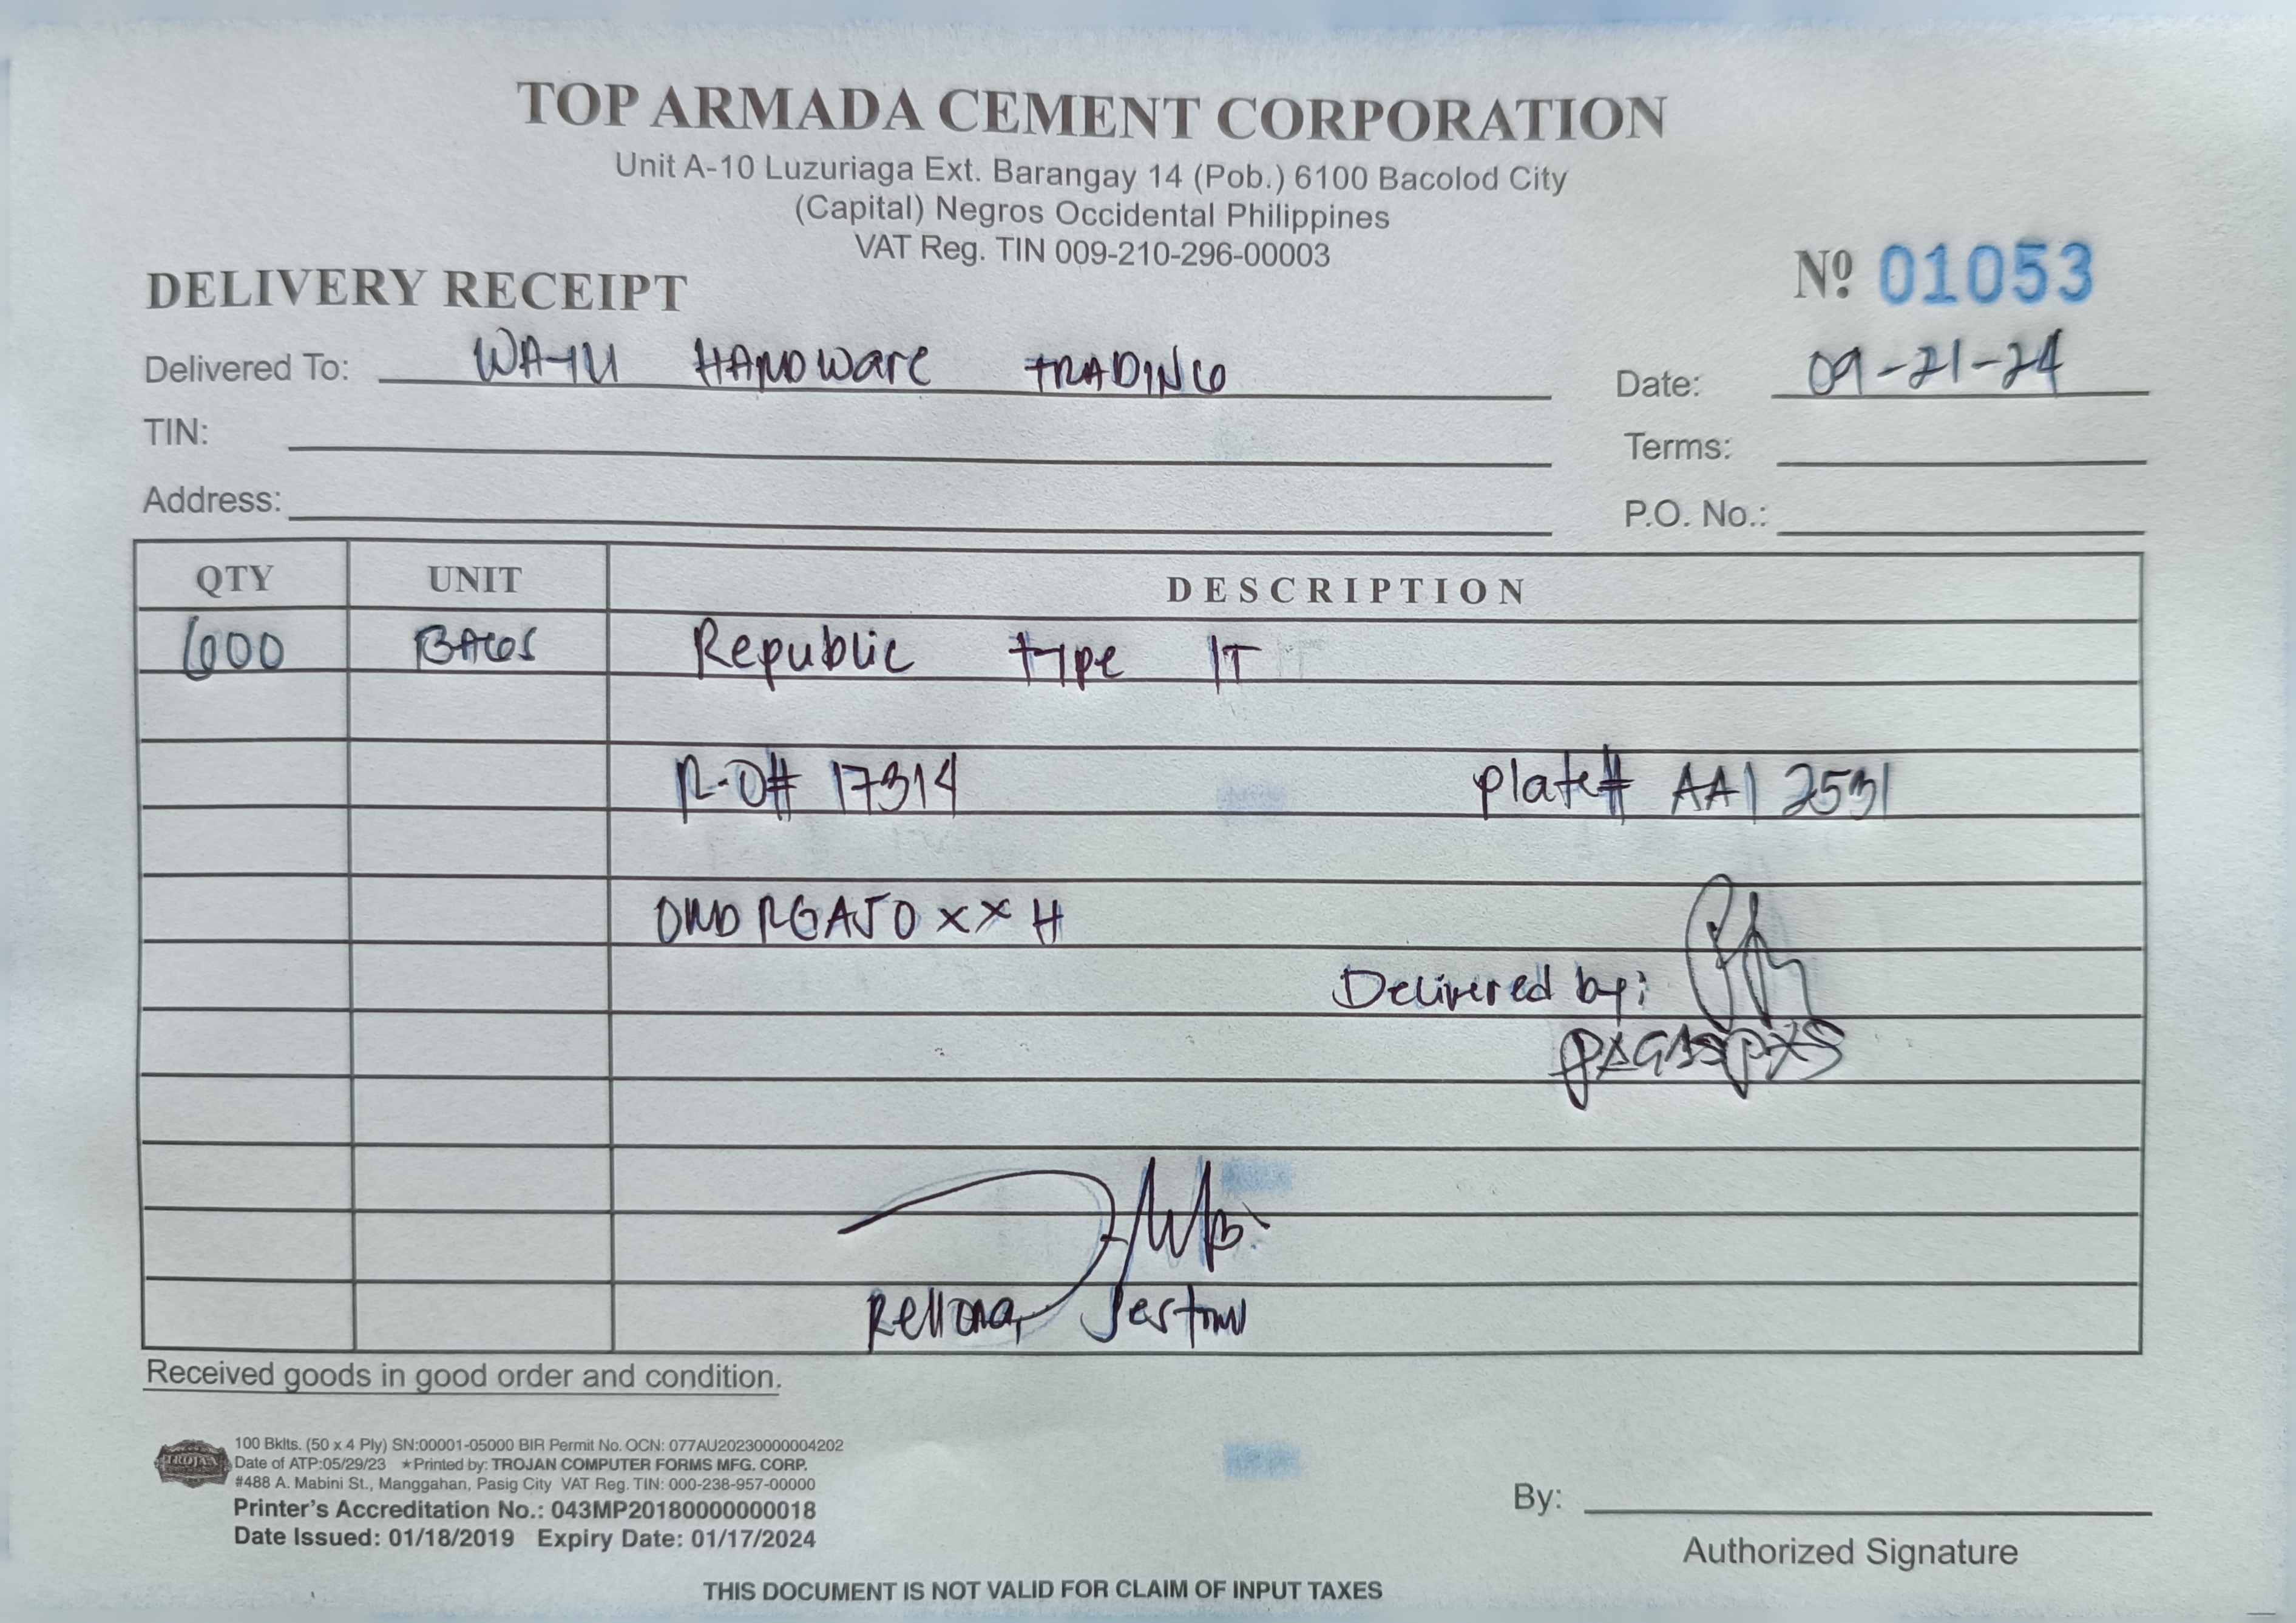 TOP ARMADA CEMENT CORPORATION
Unit A-10 Luzuriaga Ext. Barangay 14 (Pob.) 6100 Bacolod City
(Capital) Negros Occidental Philippines
VAT Reg. TIN 009-210-296-00003
DELIVERY RECEIPT Nº 01053
Delivered To: HARDWare TRADING Date: 09-21-24
TIN: Terms:
Address: P.O. No.:
QTY UNIT DESCRIPTION
600 BAGS Republic type 1T
R-O# 17314 plate# AAI 2531
Delivered by:
Received goods in good order and condition.
TROJAN
100 Bklts. (50 x 4 Ply) SN:00001-05000 BIR Permit No. OCN: 077AU20230000004202
Date of ATP:05/29/23 ★Printed by: TROJAN COMPUTER FORMS MFG. CORP.
#488 A. Mabini St., Manggahan, Pasig City VAT Reg. TIN: 000-238-957-00000
Printer's Accreditation No.: 043MP20180000000018
Date Issued: 01/18/2019 Expiry Date: 01/17/2024
By:
Authorized Signature
THIS DOCUMENT IS NOT VALID FOR CLAIM OF INPUT TAXES